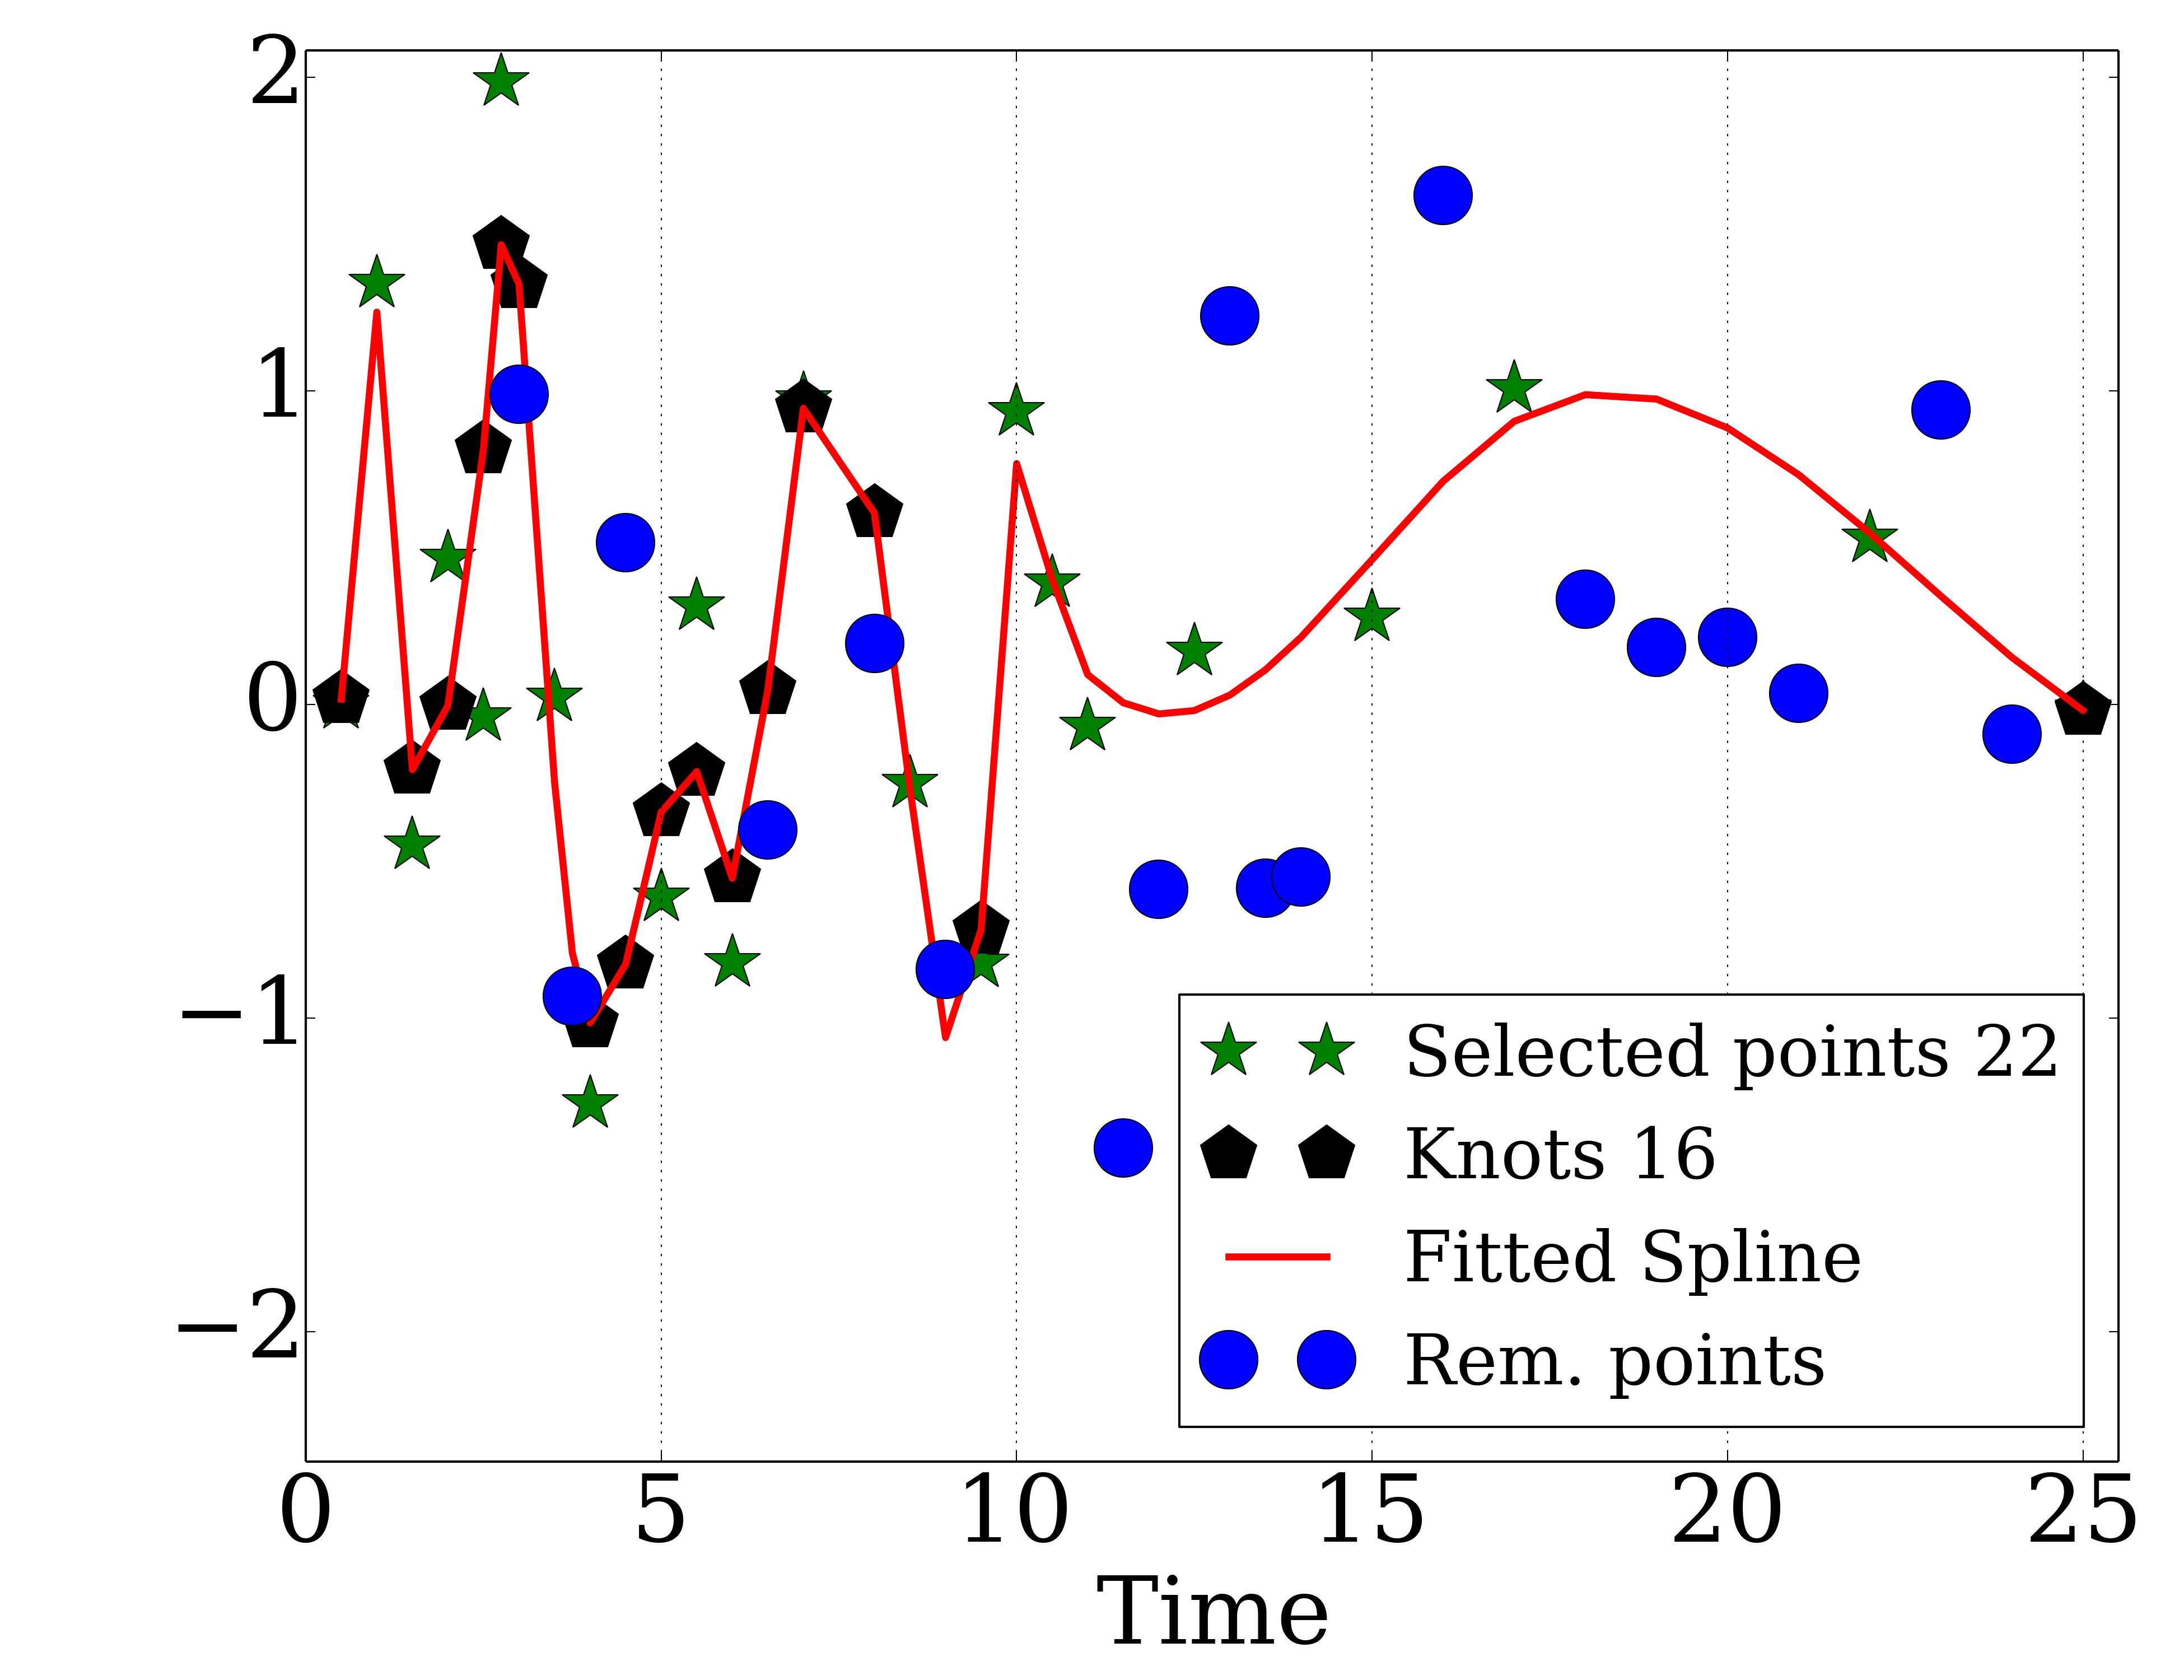 2
1
0
−1
−2
0 5 10 15 20 25
Time
Selected points 22
Knots 16
Fitted Spline
Rem. points